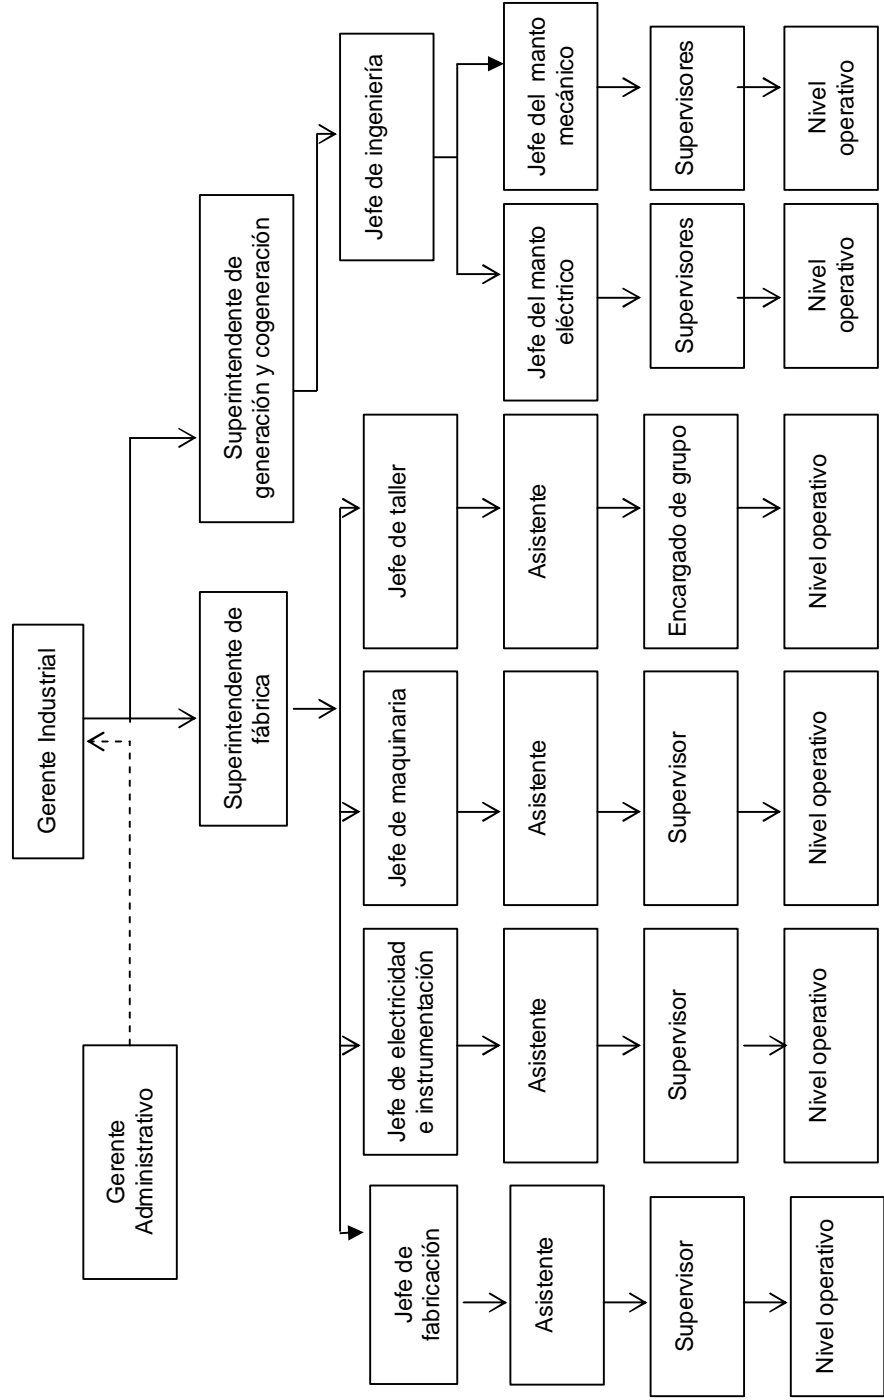 Gerente Industrial
Gerente
Administrativo
Superintendente de
fábrica
Superintendente de
generación y cogeneración
Jefe de
fabricación
Jefe de electricidad
e instrumentación
Jefe de maquinaria
Jefe de taller
Jefe de ingeniería
Asistente
Asistente
Asistente
Asistente
Jefe del manto
eléctrico
Jefe del manto
mecánico
Supervisor
Supervisor
Supervisor
Encargado de grupo
Supervisores
Supervisores
Nivel operativo
Nivel operativo
Nivel operativo
Nivel operativo
Nivel
operativo
Nivel
operativo